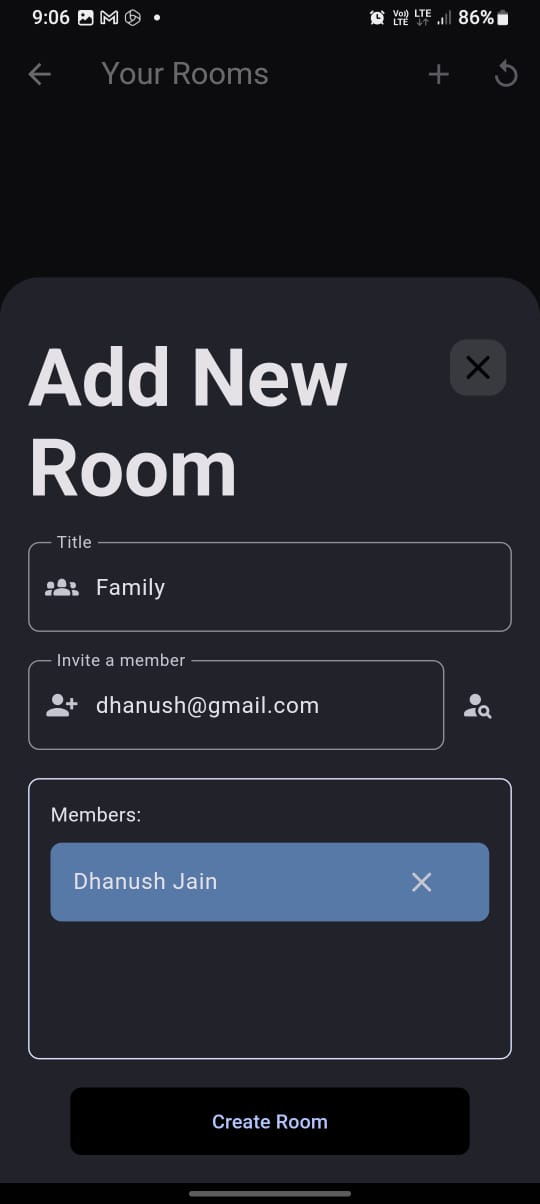 9:06
Vo) LTE
LTE
86%
Your Rooms
Add New
Room
Title
Family
Invite a member
dhanush@gmail.com
Members:
Dhanush Jain
Create Room